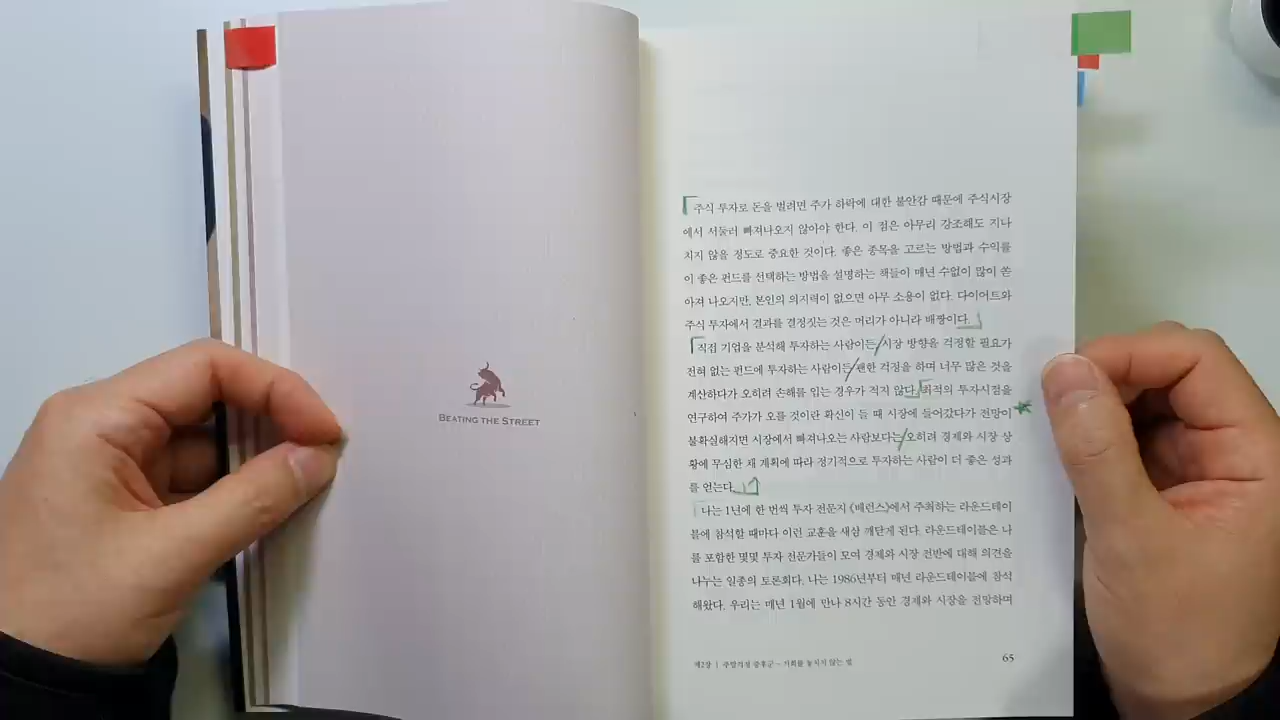 BEATING THE STREET
주식 투자로 돈을 벌려면 주가 하락에 대한 불안감 때문에 주식시장
에서 서둘러 빠져나오지 않아야 한다. 이 점은 아무리 강조해도 지나
치지 않을 정도로 중요한 것이다. 좋은 종목을 고르는 방법과 수익률
이 좋은 펀드를 선택하는 방법을 설명하는 책들이 매년 수없이 많이 쏟
아져 나오지만, 본인의 의지력이 없으면 아무 소용이 없다. 다이어트와
주식 투자에서 결과를 결정짓는 것은 머리가 아니라 배짱이다.
직접 기업을 분석해 투자하는 사람이든 시장 방향을 걱정할 필요가
전혀 없는 펀드에 투자하는 사람이든 괜한 걱정을 하며 너무 많은 것을
계산하다가 오히려 손해를 입는 경우가 적지 않다. 최적의 투자시점을
연구하여 주가가 오를 것이란 확신이 들 때 시장에 들어갔다가 전망이
불확실해지면 시장에서 빠져나오는 사람보다는 오히려 경제와 시장 상
황에 무심한 채 계획에 따라 정기적으로 투자하는 사람이 더 좋은 성과
를 얻는다.
나는 1년에 한 번씩 투자 전문지 《배런스》에서 주최하는 라운드테이
블에 참석할 때마다 이런 교훈을 새삼 깨닫게 된다. 라운드테이블은 나
를 포함한 몇몇 투자 전문가들이 모여 경제와 시장 전반에 대해 의견을
나누는 일종의 토론회다. 나는 1986년부터 매년 라운드테이블에 참석
해왔다. 우리는 매년 1월에 만나 8시간 동안 경제와 시장을 전망하며
제2장 | 주말걱정 증후군 - 기회를 놓치지 않는 법
65